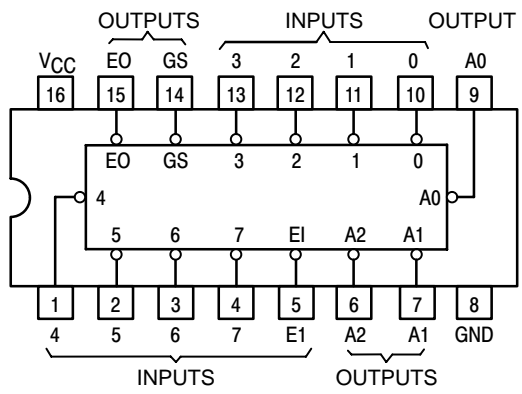 OUTPUTS INPUTS OUTPUT
VCC EO GS 3 2 1 0 A0
16 15 14 13 12 11 10 9
EO GS 3 2 1 0
4 A0
5 6 7 EI A2 A1
1 2 3 4 5 6 7 8
4 5 6 7 E1 A2 A1 GND
INPUTS OUTPUTS